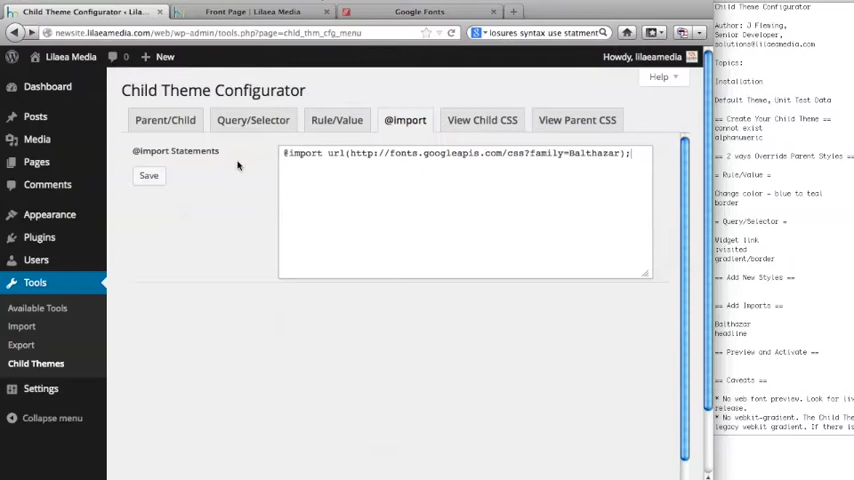 Child Theme Configurator ‹ Lila...
Front Page | Lilaea Media
Google Fonts
newsite.lilaeamedia.com/web/wp-admin/tools.php?page=chld_thm_cfg_menu
losures syntax use statment
Lilaea Media
0
+ New
Howdy, lilaeamedia
Help
Child Theme Configurator
Parent/Child
Query/Selector
Rule/Value
@import
View Child CSS
View Parent CSS
@import Statements
Save
@import url(http://fonts.googleapis.com/css?family=Balthazar);
Dashboard
Posts
Media
Pages
Comments
Appearance
Plugins
Users
Tools
Available Tools
Import
Export
Child Themes
Settings
Collapse menu
Child Theme Configurator
Author: J Fleming,
Senior Developer,
solutions@lilaeamedia.com
Topics:
Installation
Default Theme, Unit Test Data
== Create Your Child Theme ==
cannot exist
alphanumeric
== 2 ways Override Parent Styles ==
= Rule/Value =
Change color - blue to teal
border
= Query/Selector =
Widget link
:visited
gradient/border
== Add New Styles ==
== Add Imports ==
Balthazar
headline
== Preview and Activate ==
== Caveats ==
* No web font preview. Look for liv
release.
* No webkit-gradient. The Child The
legacy webkit gradient. If there is